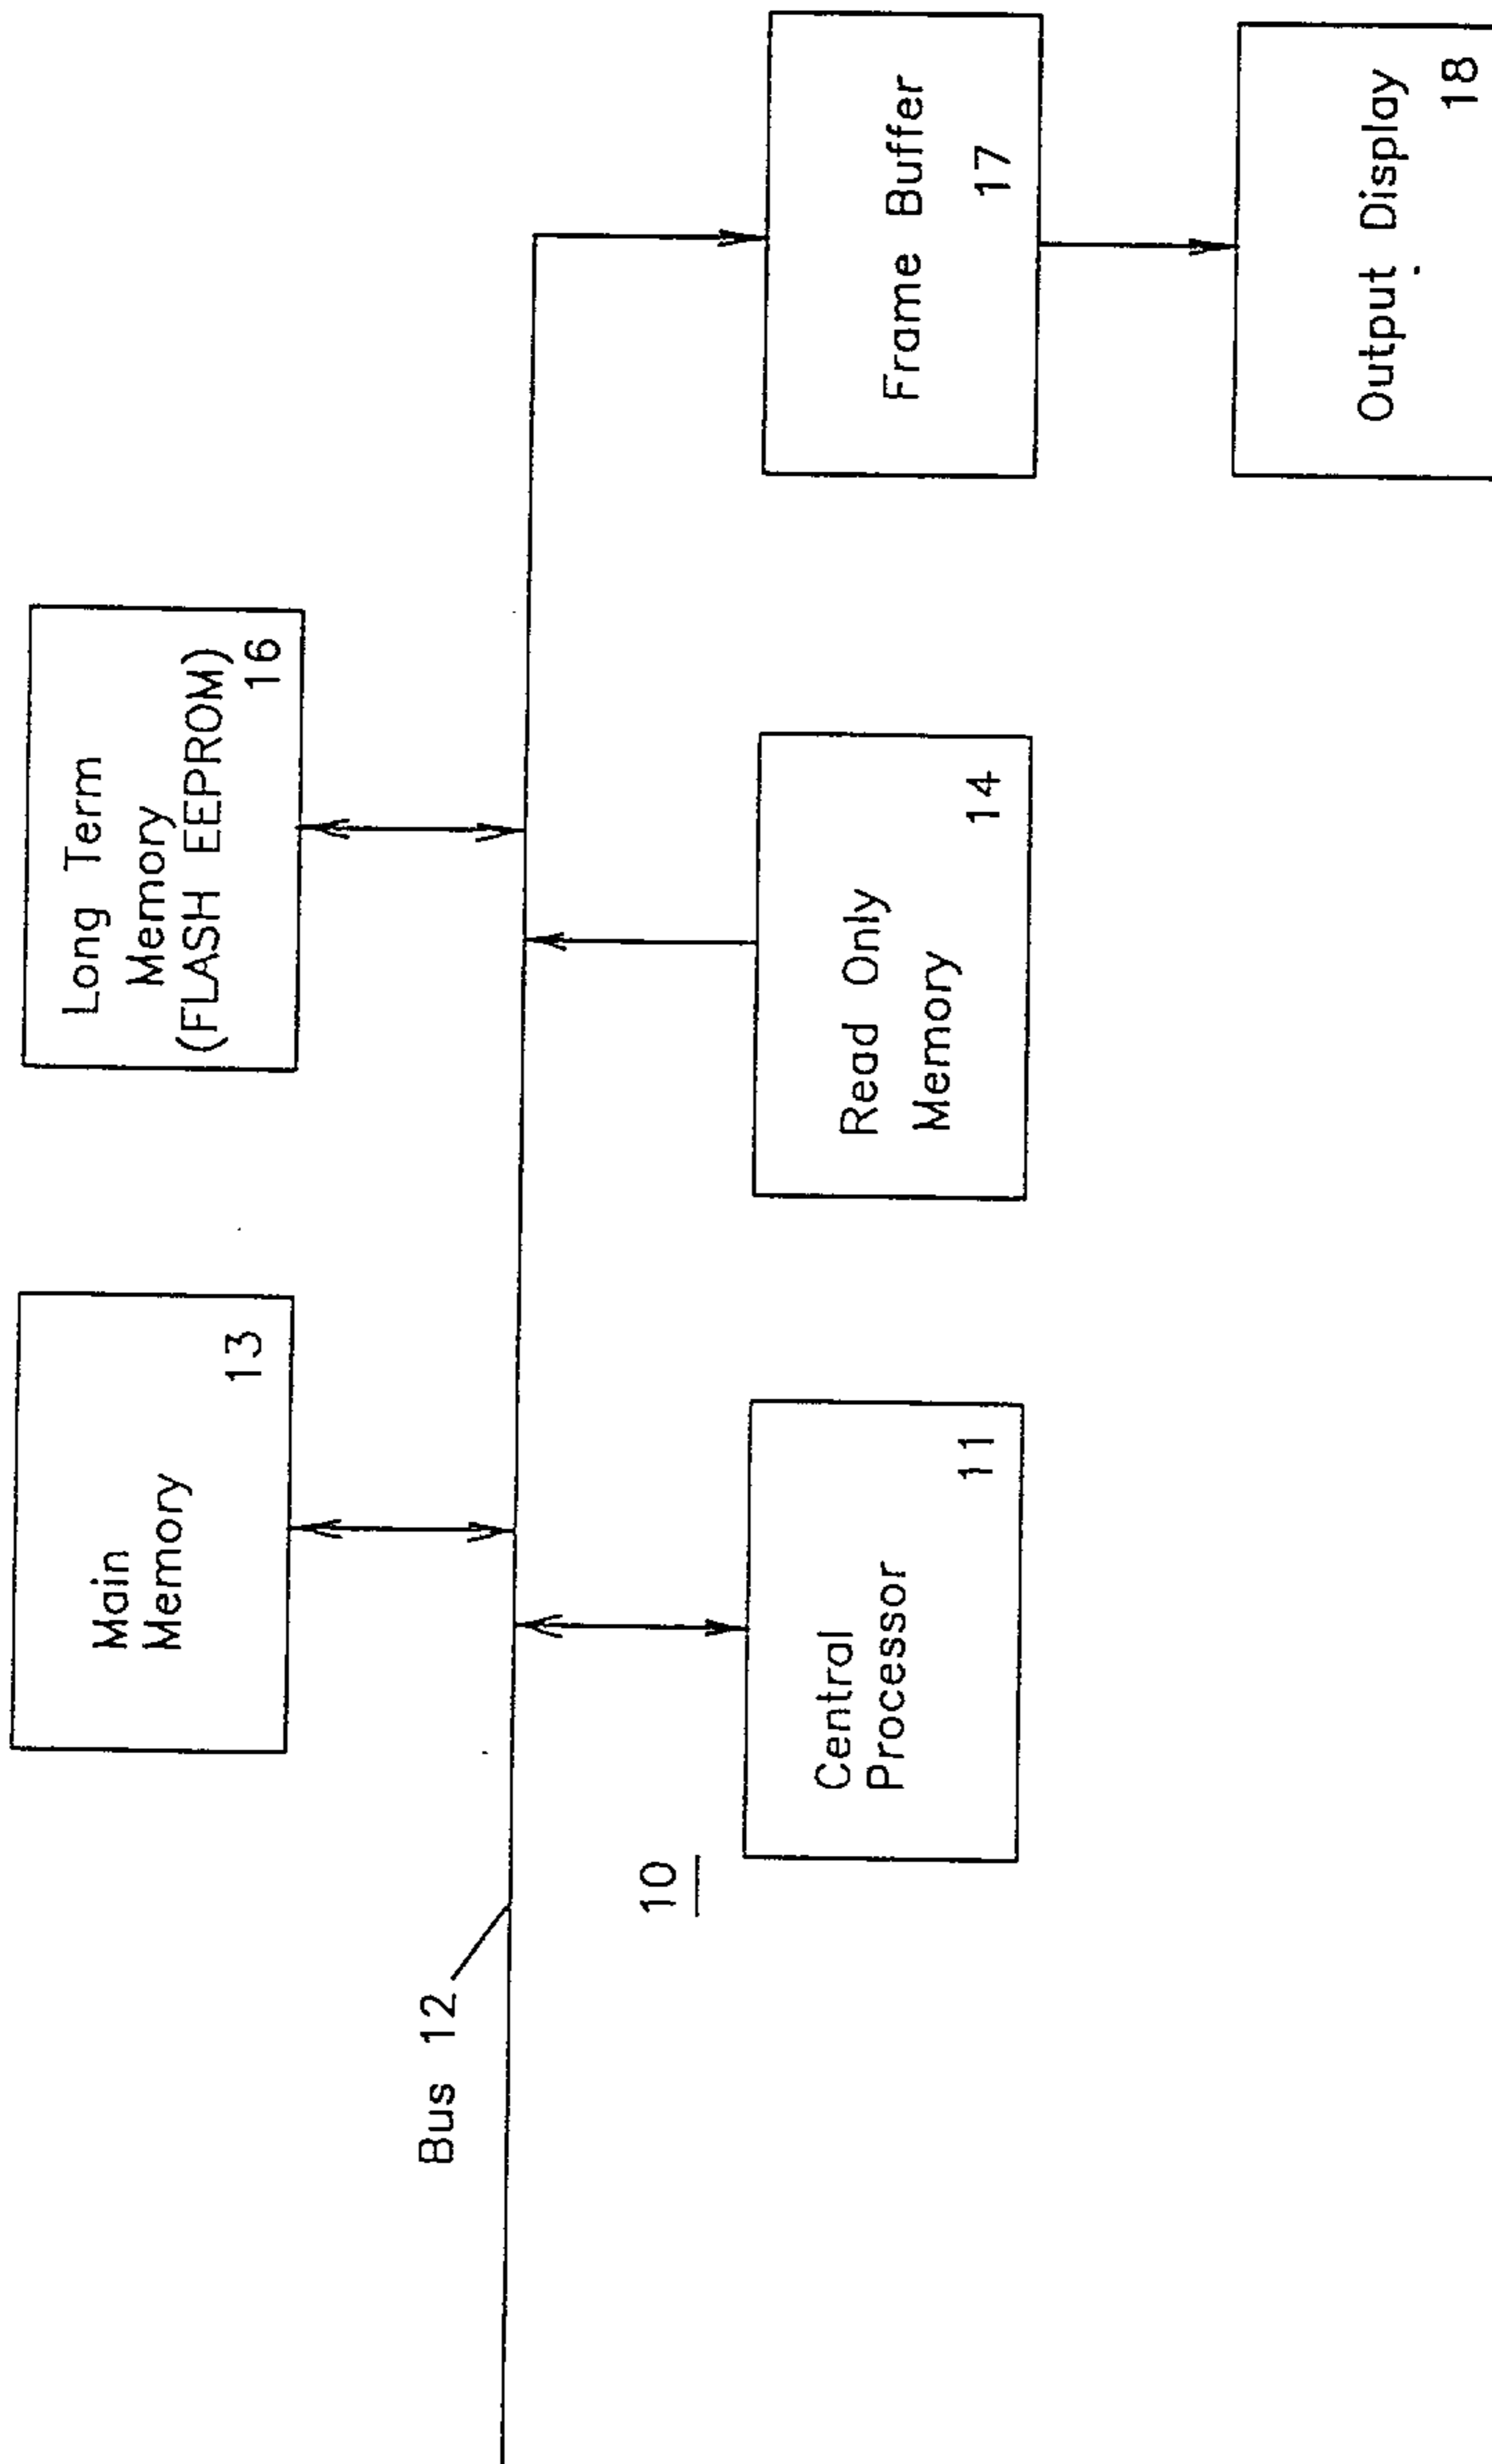 Main
Memory
13
Long Term
Memory
(FLASH EEPROM)
16
Bus 12
10
Central
Processor
11
Read Only
Memory
14
Frame Buffer
17
Output Display
18